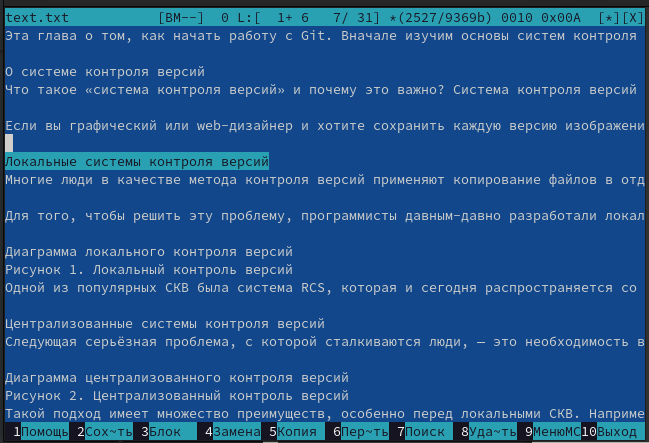 text.txt [BM--] 0 L:[ 1+ 6 7/ 31] *(2527/9369b) 0010 0x00A [*][X]
Эта глава о том, как начать работу с Git. Вначале изучим основы систем контроля
О системе контроля версий
Что такое «система контроля версий» и почему это важно? Система контроля версий
Если вы графический или web-дизайнер и хотите сохранить каждую версию изображени
Локальные системы контроля версий
Многие люди в качестве метода контроля версий применяют копирование файлов в отд
Для того, чтобы решить эту проблему, программисты давным-давно разработали локал
Диаграмма локального контроля версий
Рисунок 1. Локальный контроль версий
Одной из популярных СКВ была система RCS, которая и сегодня распространяется со
Централизованные системы контроля версий
Следующая серьёзная проблема, с которой сталкиваются люди, — это необходимость в
Диаграмма централизованного контроля версий
Рисунок 2. Централизованный контроль версий
Такой подход имеет множество преимуществ, особенно перед локальными СКВ. Наприме
1Помощь 2Сох~ть 3Блок 4Замена 5Копия 6Пер~ть 7Поиск 8Уда~ть 9МенюMC 10Выход